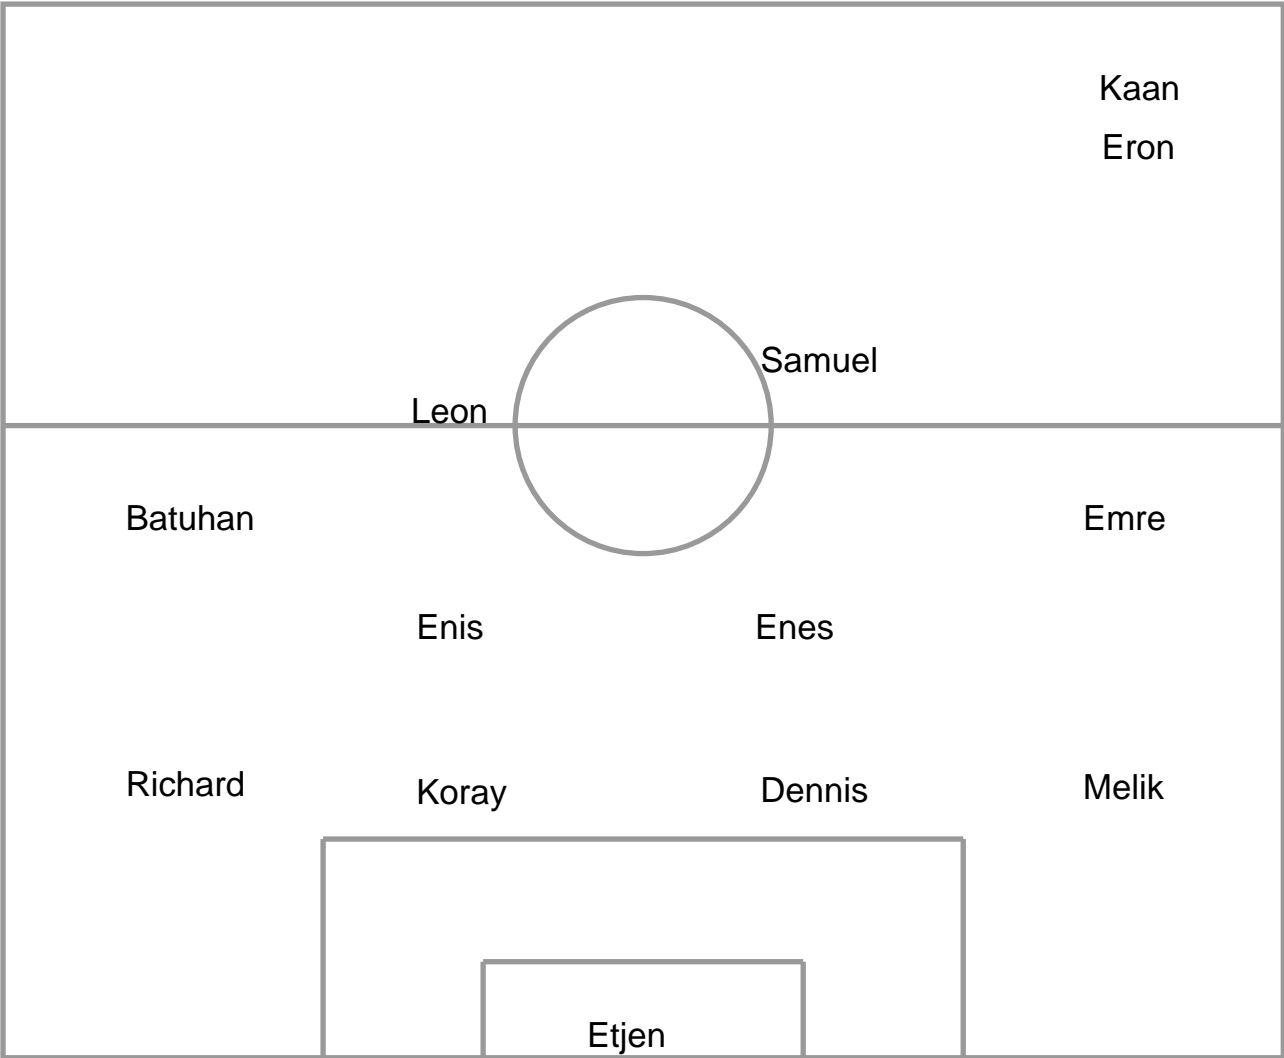 Kaan
Eron
Samuel
Leon
Batuhan Emre
Enis Enes
Richard Koray Dennis Melik
Etjen